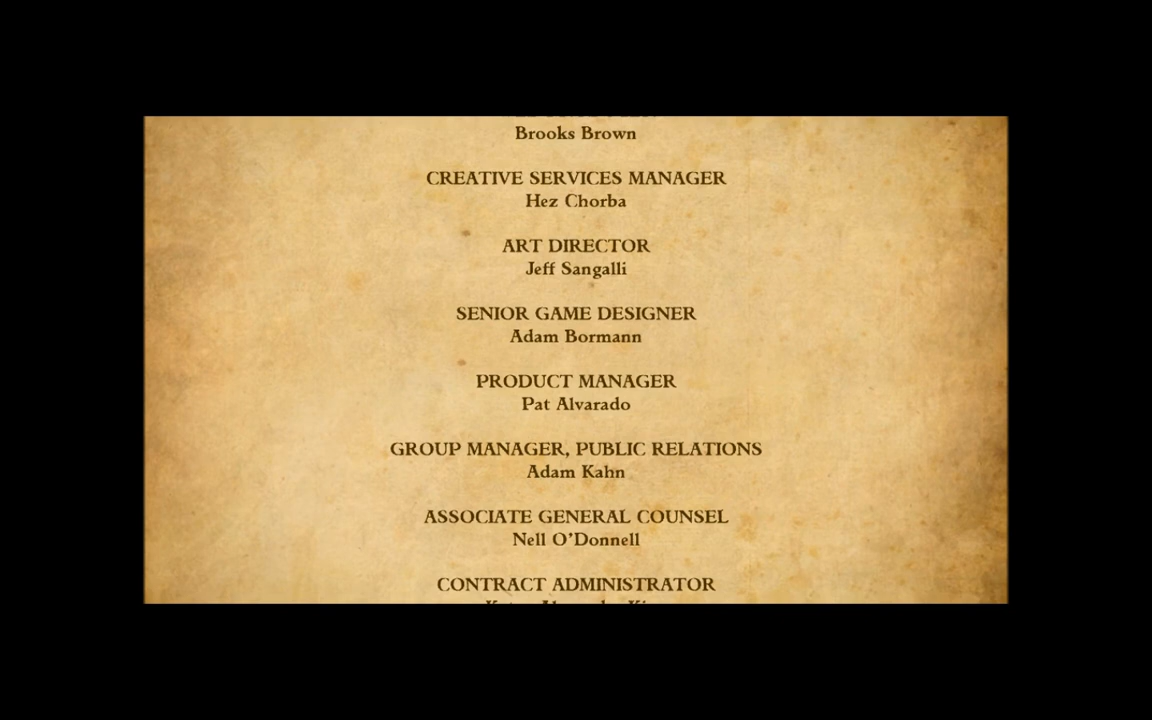 Brooks Brown
CREATIVE SERVICES MANAGER
Hez Chorba
ART DIRECTOR
Jeff Sangalli
SENIOR GAME DESIGNER
Adam Bormann
PRODUCT MANAGER
Pat Alvarado
GROUP MANAGER, PUBLIC RELATIONS
Adam Kahn
ASSOCIATE GENERAL COUNSEL
Nell O'Donnell
CONTRACT ADMINISTRATOR